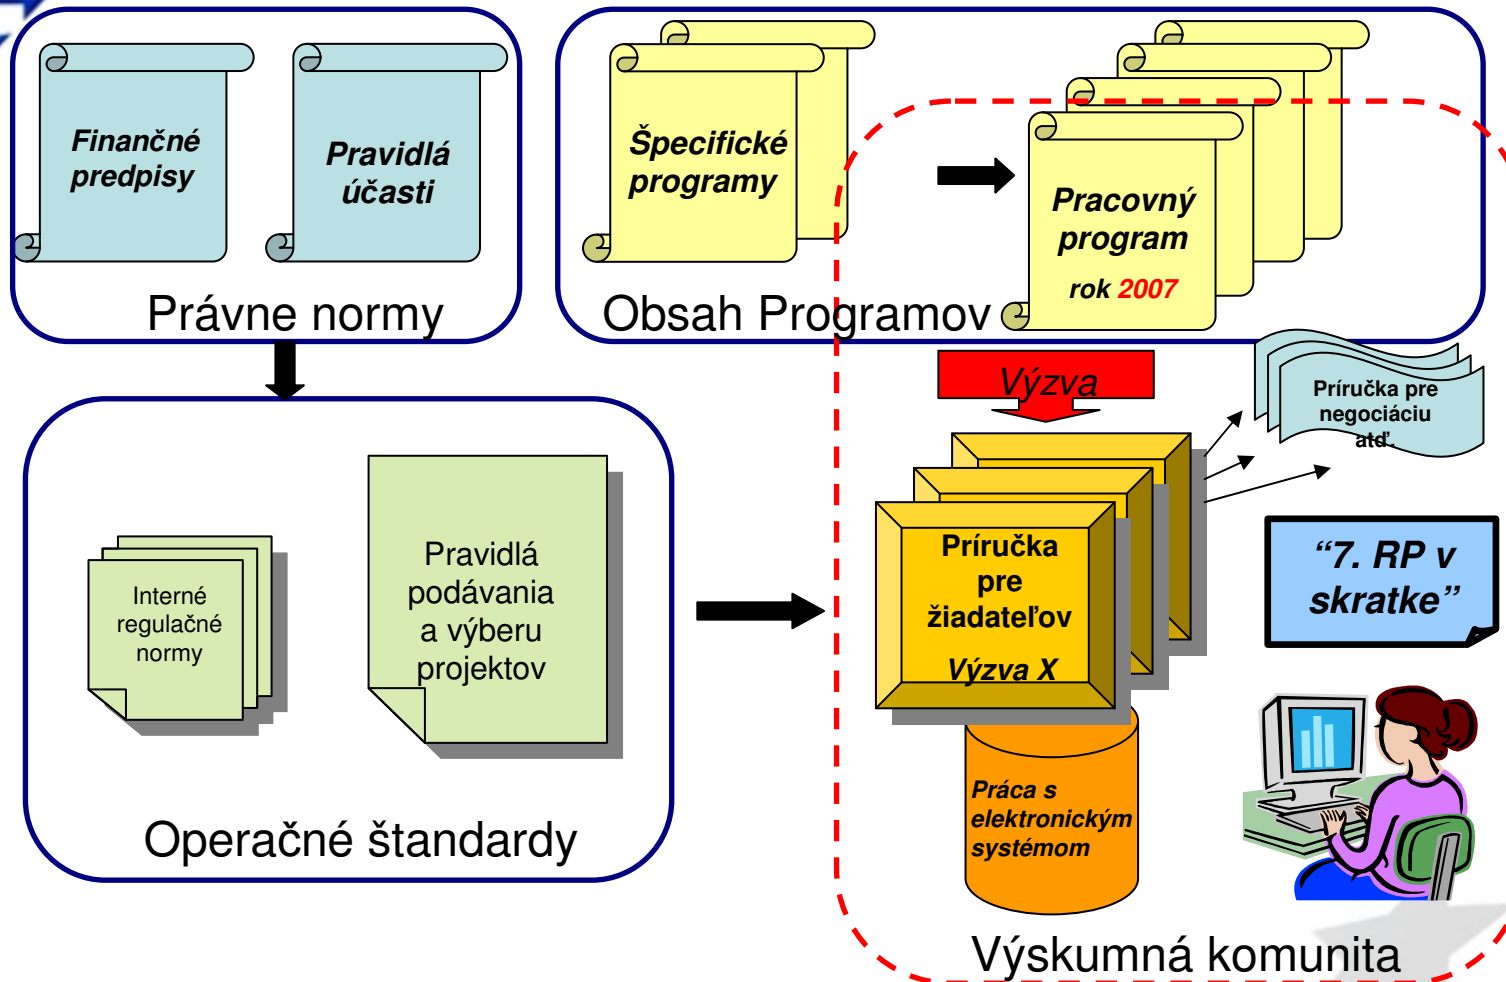 Finančné
predpisy
Pravidlá
účasti
Právne normy
Špecifické
programy
Pracovný
program
rok 2007
Obsah Programov
Výzva
Príručka pre
negociáciu
atď.
Interné
regulačné
normy
Pravidlá
podávania
a výberu
projektov
Operačné štandardy
Príručka
pre
žiadateľov
Výzva X
“7. RP v
skratke”
Práca s
elektronickým
systémom
Výskumná komunita